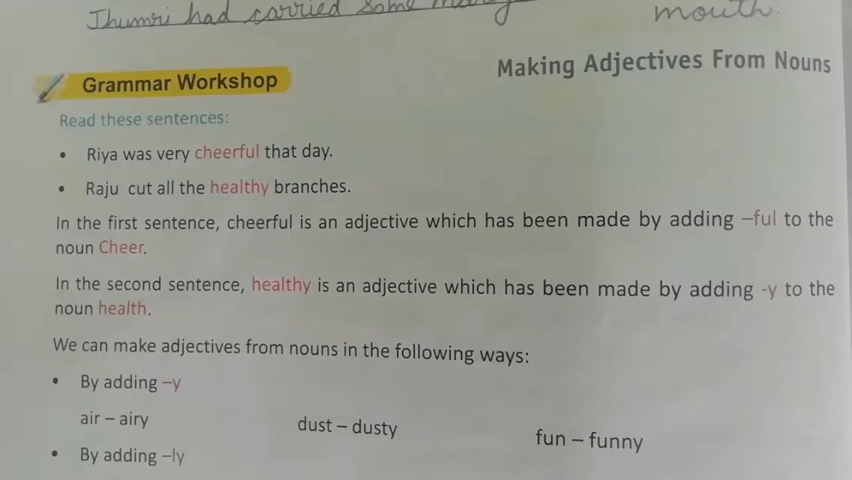 Jhumri had carried some
mouth.
Making Adjectives From Nouns
Grammar Workshop
Read these sentences:
• Riya was very cheerful that day.
• Raju cut all the healthy branches.
In the first sentence, cheerful is an adjective which has been made by adding –ful to the
noun Cheer.
In the second sentence, healthy is an adjective which has been made by adding -y to the
noun health.
We can make adjectives from nouns in the following ways:
• By adding –y
air – airy dust – dusty fun – funny
• By adding –ly